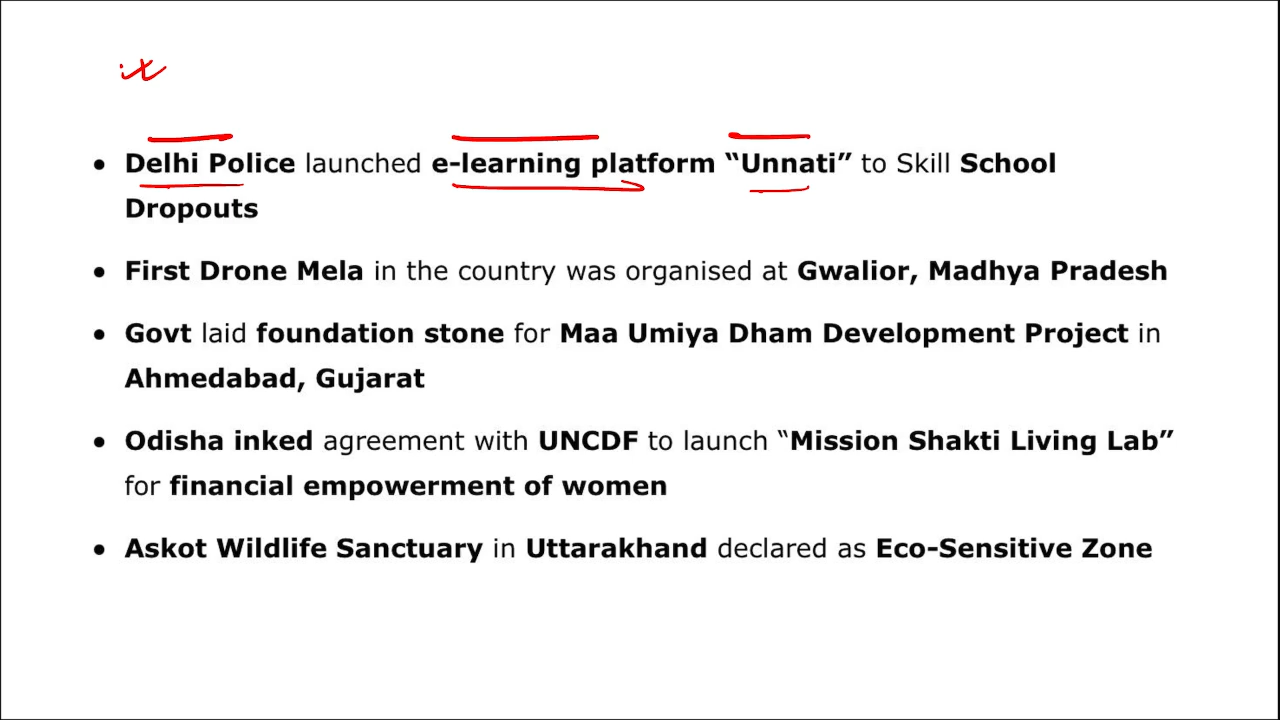 • Delhi Police launched e-learning platform “Unnati” to Skill School
Dropouts
• First Drone Mela in the country was organised at Gwalior, Madhya Pradesh
• Govt laid foundation stone for Maa Umiya Dham Development Project in
Ahmedabad, Gujarat
• Odisha inked agreement with UNCDF to launch “Mission Shakti Living Lab”
for financial empowerment of women
• Askot Wildlife Sanctuary in Uttarakhand declared as Eco-Sensitive Zone